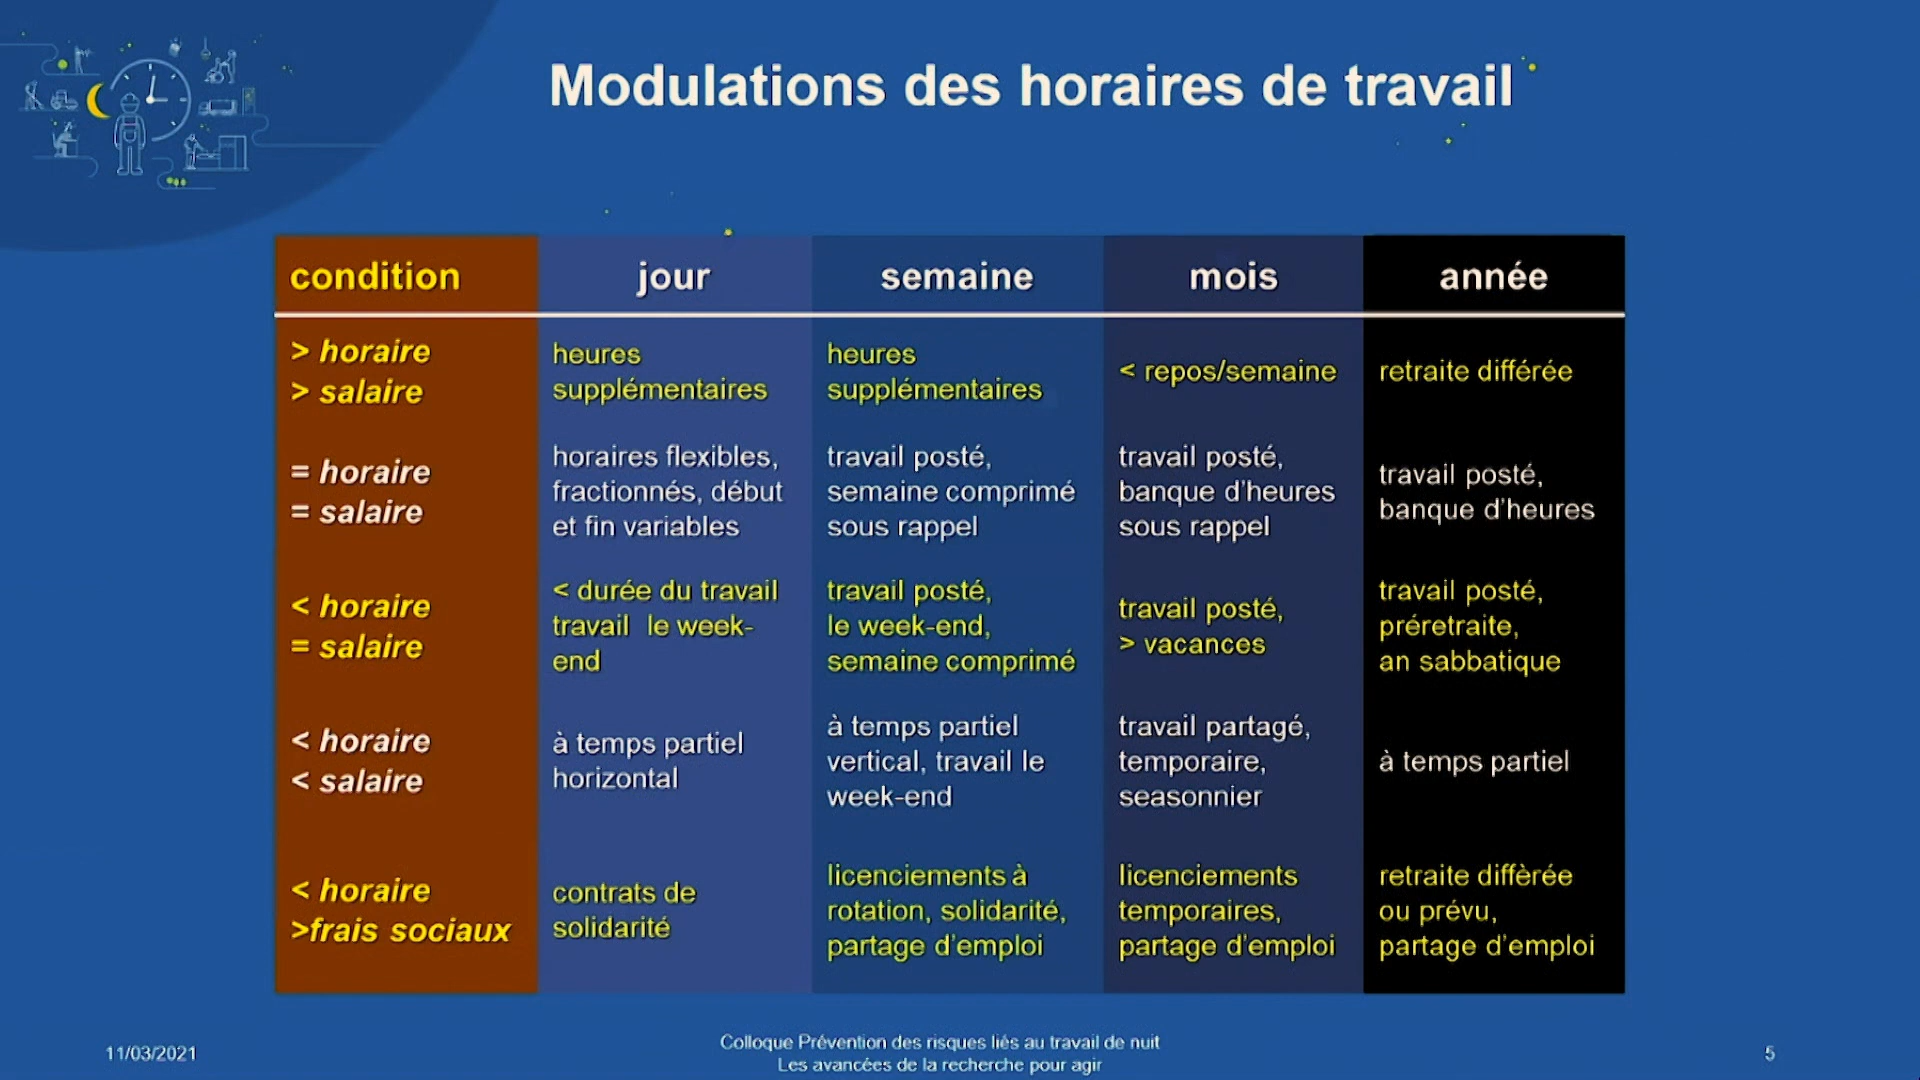 Modulations des horaires de travail
condition
jour
semaine
mois
année
> horaire
> salaire
heures
supplémentaires
heures
supplémentaires
< repos/semaine
retraite différée
= horaire
= salaire
horaires flexibles,
fractionnés, début
et fin variables
travail posté,
semaine comprimé
sous rappel
travail posté,
banque d'heures
sous rappel
travail posté,
banque d'heures
< horaire
= salaire
< durée du travail
travail le week-
end
travail posté,
le week-end,
semaine comprimé
travail posté,
> vacances
travail posté,
préretraite,
an sabbatique
< horaire
< salaire
à temps partiel
horizontal
à temps partiel
vertical, travail le
week-end
travail partagé,
temporaire,
seasonnier
à temps partiel
< horaire
>frais sociaux
contrats de
solidarité
licenciements à
rotation, solidarité,
partage d'emploi
licenciements
temporaires,
partage d'emploi
retraite diffèrée
ou prévu,
partage d'emploi
11/03/2021
Colloque Prévention des risques liés au travail de nuit
Les avancées de la recherche pour agir
5